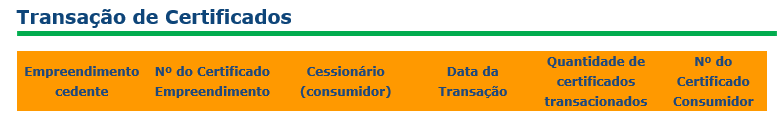 Transação de Certificados
Empreendimento
cedente
Nº do Certificado
Empreendimento
Cessionário
(consumidor)
Data da
Transação
Quantidade de
certificados
transacionados
Nº do
Certificado
Consumidor